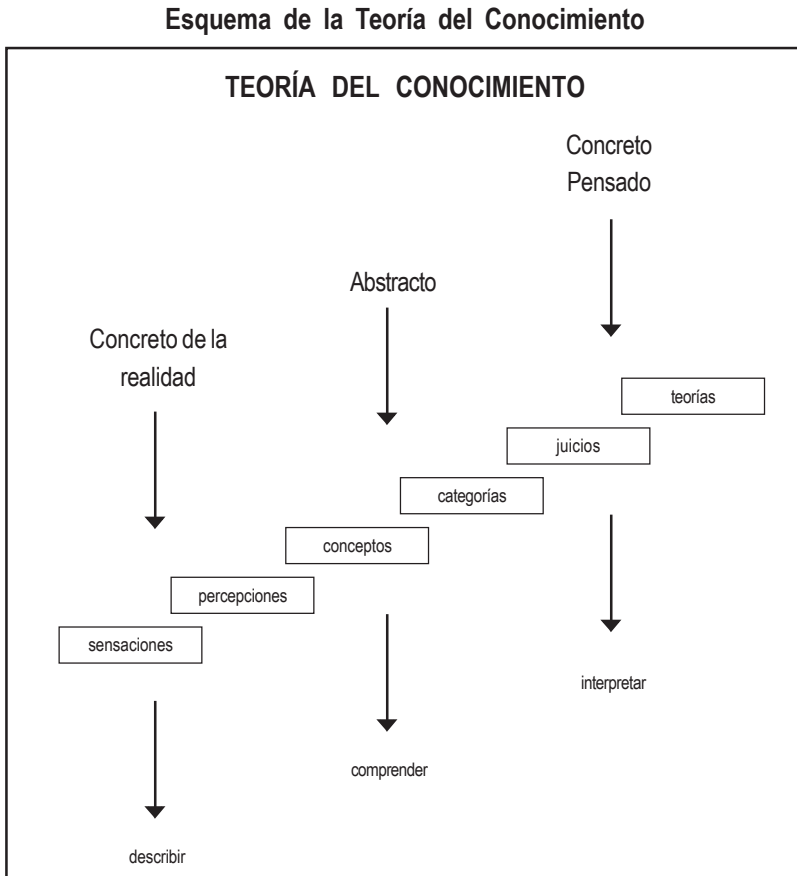 Esquema de la Teoría del Conocimiento
TEORÍA DEL CONOCIMIENTO
Concreto
Pensado
Abstracto
Concreto de la
realidad
teorías
juicios
categorías
conceptos
percepciones
sensaciones
interpretar
comprender
describir